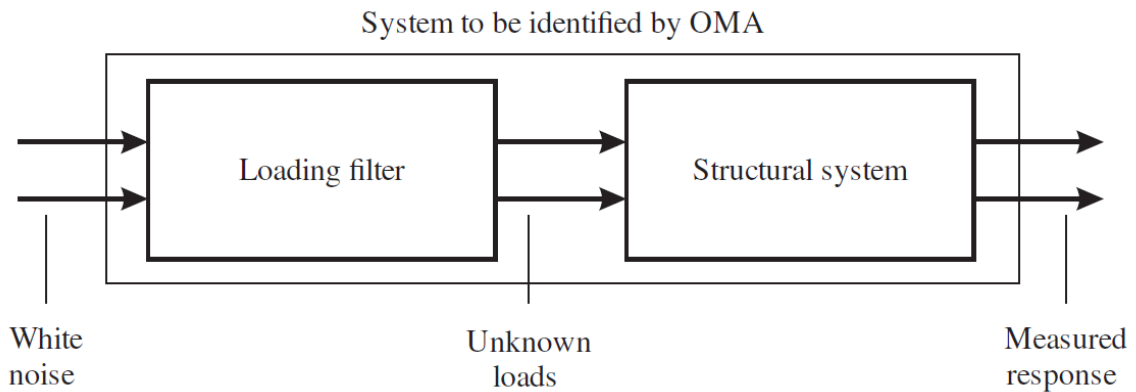 System to be identified by OMA
Loading filter
Structural system
White
noise
Unknown
loads
Measured
response